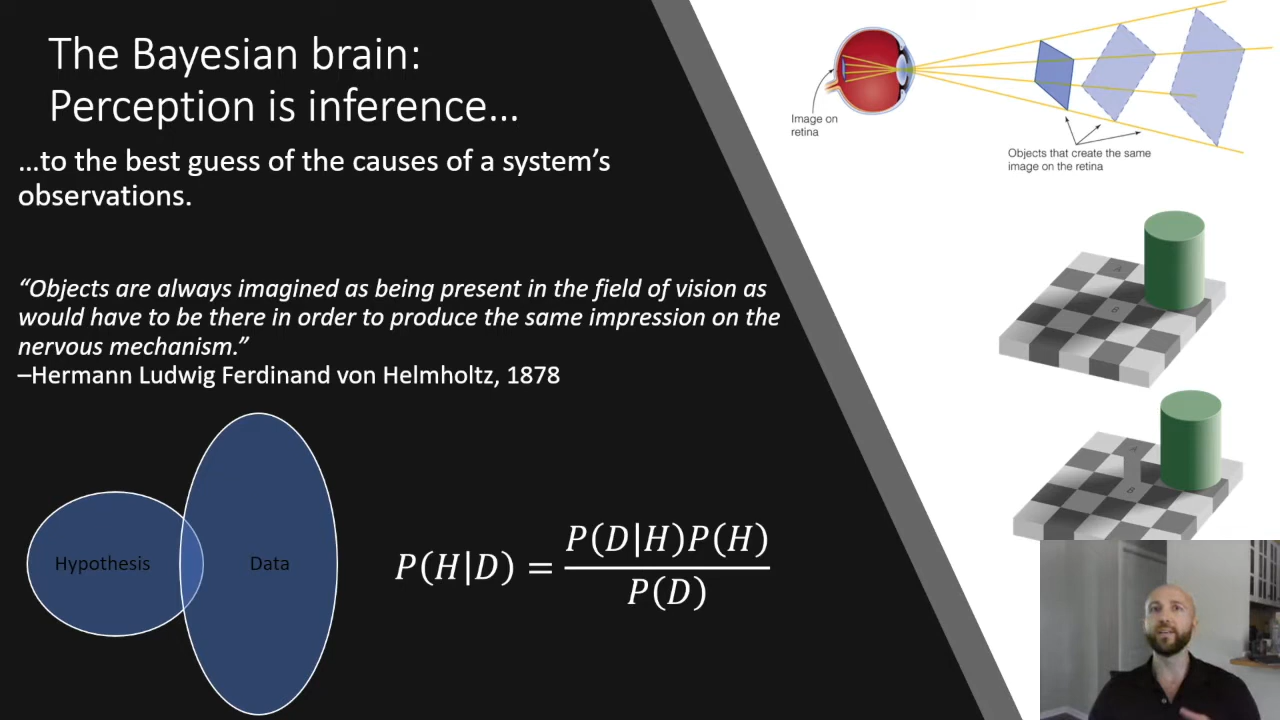 The Bayesian brain:
Perception is inference…
…to the best guess of the causes of a system’s
observations.
“Objects are always imagined as being present in the field of vision as
would have to be there in order to produce the same impression on the
nervous mechanism.”
–Hermann Ludwig Ferdinand von Helmholtz, 1878
Hypothesis
Data
P(H|D) = P(D|H)P(H)
P(D)
Image on
retina
Objects that create the same
image on the retina
A
B
A
B